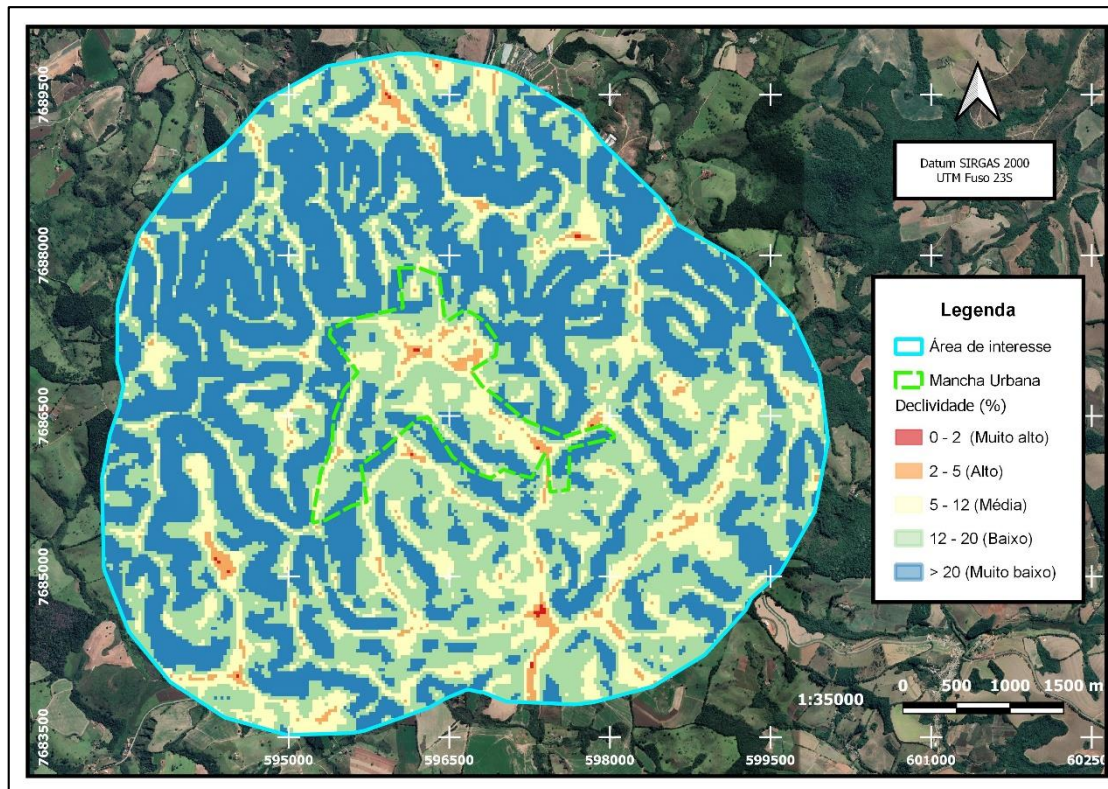 7689500
7688000
7686500
7685000
7683500
Datum SIRGAS 2000
UTM Fuso 23S
Legenda
Área de interesse
Mancha Urbana
Declividade (%)
0 - 2 (Muito alto)
2 - 5 (Alto)
5 - 12 (Média)
12 - 20 (Baixo)
> 20 (Muito baixo)
1:35000
0 500 1000 1500 m
595000 596500 598000 599500 601000 60250